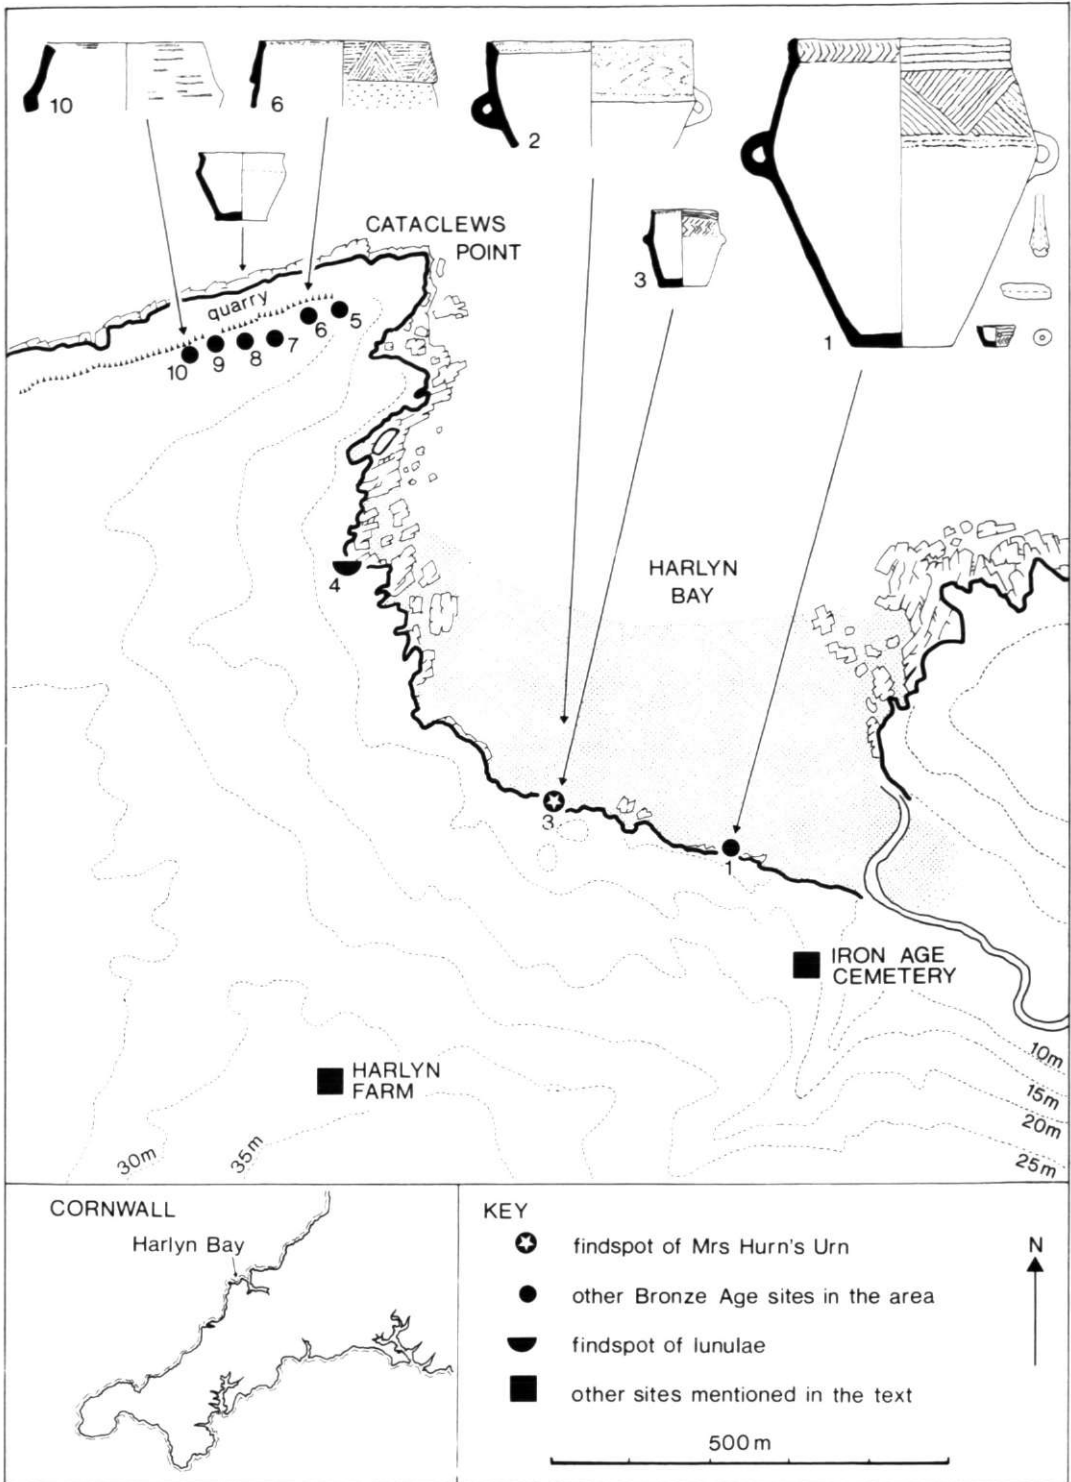 10
6
2
3
1
CATACLEWS
POINT
quarry
10
9
8
7
6
5
4
HARLYN
BAY
3
1
IRON AGE
CEMETERY
HARLYN
FARM
30m
35m
10m
15m
20m
25m
CORNWALL
Harlyn Bay
KEY
findspot of Mrs Hurn's Urn
other Bronze Age sites in the area
findspot of lunulae
other sites mentioned in the text
N
500m